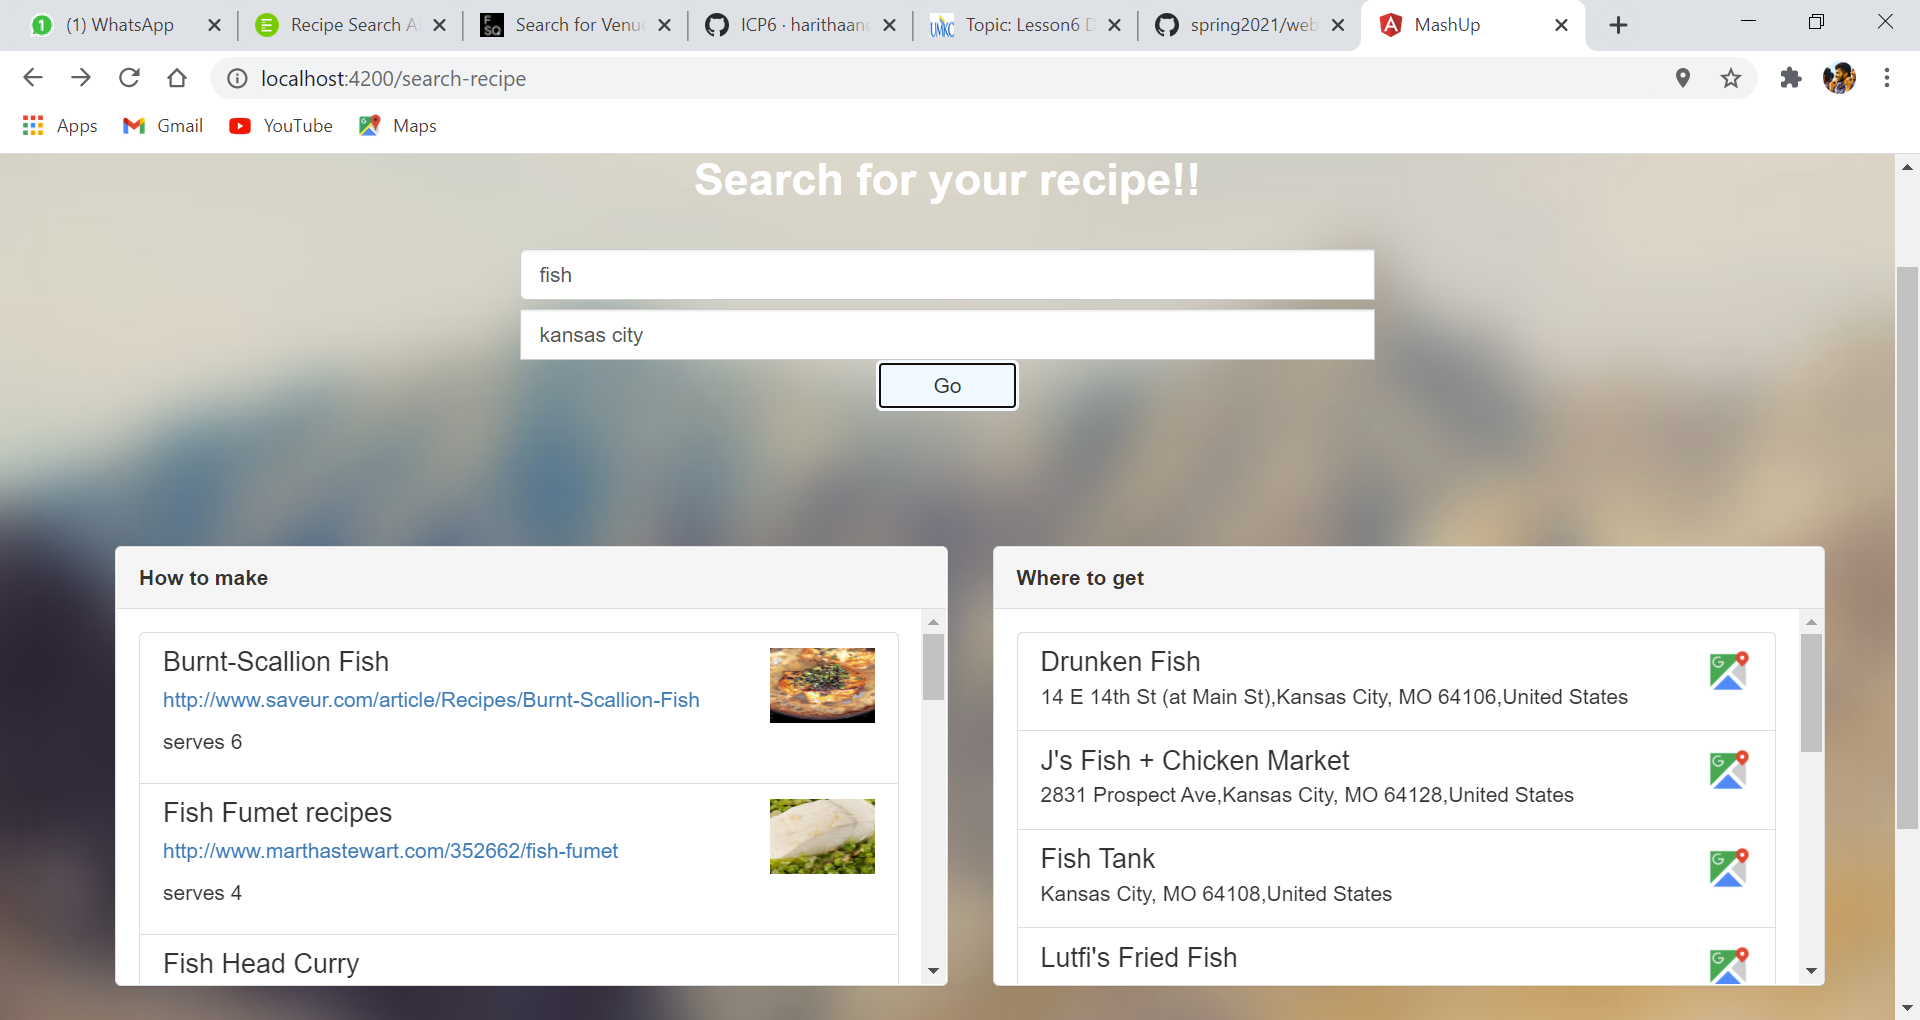 (1) WhatsApp
Recipe Search A
Search for Venu
ICP6 · harithaan
Topic: Lesson6 D
spring2021/web
MashUp
localhost:4200/search-recipe
Apps
Gmail
YouTube
Maps
Search for your recipe!!
fish
kansas city
Go
How to make
Burnt-Scallion Fish
http://www.saveur.com/article/Recipes/Burnt-Scallion-Fish
serves 6
Fish Fumet recipes
http://www.marthastewart.com/352662/fish-fumet
serves 4
Fish Head Curry
Where to get
Drunken Fish
14 E 14th St (at Main St),Kansas City, MO 64106,United States
J's Fish + Chicken Market
2831 Prospect Ave,Kansas City, MO 64128,United States
Fish Tank
Kansas City, MO 64108,United States
Lutfi's Fried Fish